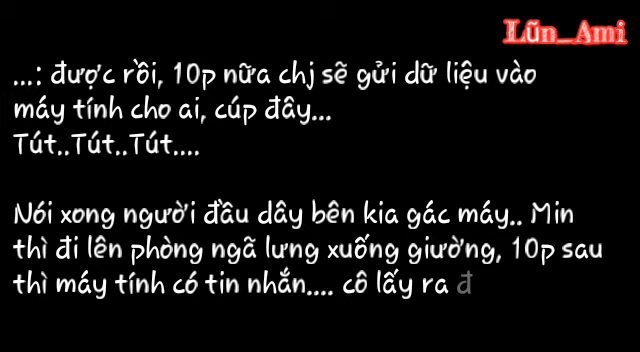 Lũn_Ami
...: được rồi, 10p nữa chj sẽ gửi dữ liệu vào
máy tính cho ai, cúp đây...
Tút..Tút..Tút....
Nói xong người đầu dây bên kia gác máy.. Min
thì đi lên phòng ngã lưng xuống giường, 10p sau
thì máy tính có tin nhắn.... cô lấy ra đ